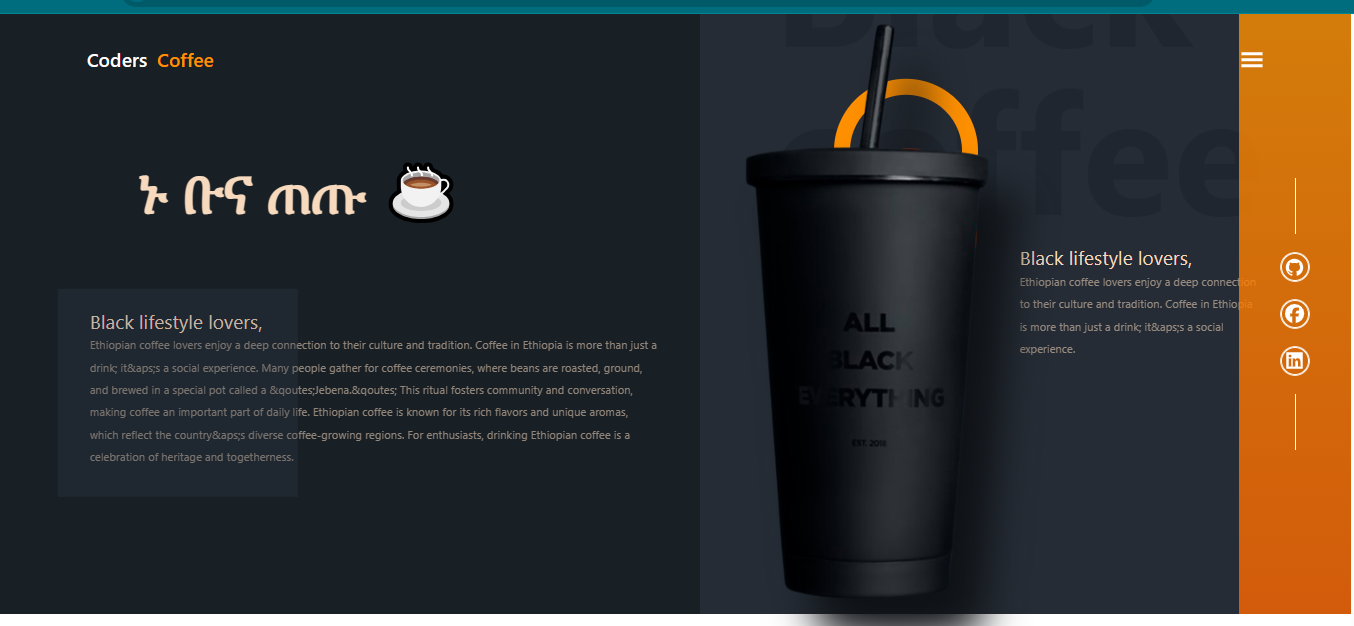 Coders Coffee
Black
coffee
ኑ ቡና ጠጡ
Black lifestyle lovers,
Ethiopian coffee lovers enjoy a deep connection to their culture and tradition. Coffee in Ethiopia is more than just a
drink; it&aps;s a social experience. Many people gather for coffee ceremonies, where beans are roasted, ground,
and brewed in a special pot called a &qoutes;Jebena.&qoutes; This ritual fosters community and conversation,
making coffee an important part of daily life. Ethiopian coffee is known for its rich flavors and unique aromas,
which reflect the country&aps;s diverse coffee-growing regions. For enthusiasts, drinking Ethiopian coffee is a
celebration of heritage and togetherness.
ALL
BLACK
EVERYTHING
EST. 2018
Black lifestyle lovers,
Ethiopian coffee lovers enjoy a deep connection
to their culture and tradition. Coffee in Ethiopia
is more than just a drink; it&aps;s a social
experience.